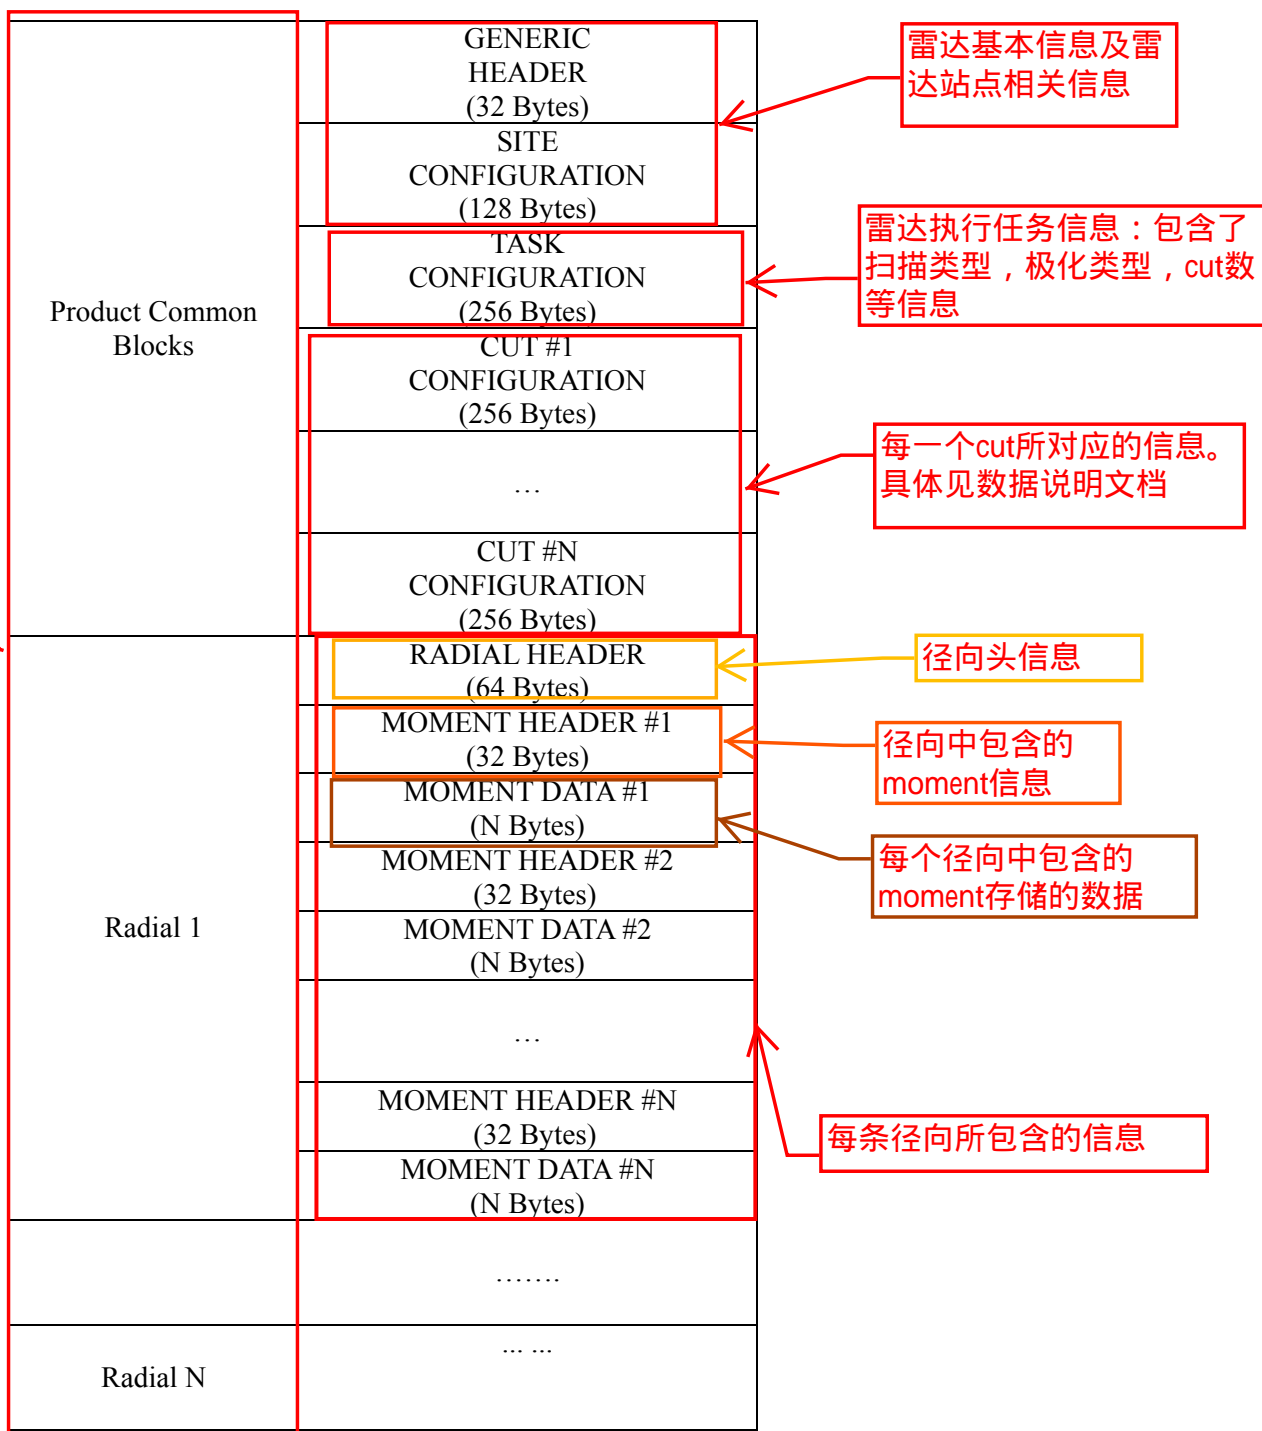 Product Common
Blocks
GENERIC
HEADER
(32 Bytes)
SITE
CONFIGURATION
(128 Bytes)
雷达基本信息及雷
达站点相关信息
TASK
CONFIGURATION
(256 Bytes)
雷达执行任务信息：包含了
扫描类型，极化类型，cut数
等信息
CUT #1
CONFIGURATION
(256 Bytes)
…
CUT #N
CONFIGURATION
(256 Bytes)
每一个cut所对应的信息。
具体见数据说明文档
Radial 1
RADIAL HEADER
(64 Bytes)
径向头信息
MOMENT HEADER #1
(32 Bytes)
径向中包含的
moment信息
MOMENT DATA #1
(N Bytes)
每个径向中包含的
moment存储的数据
MOMENT HEADER #2
(32 Bytes)
MOMENT DATA #2
(N Bytes)
…
MOMENT HEADER #N
(32 Bytes)
MOMENT DATA #N
(N Bytes)
每条径向所包含的信息
…….
Radial N
... ...